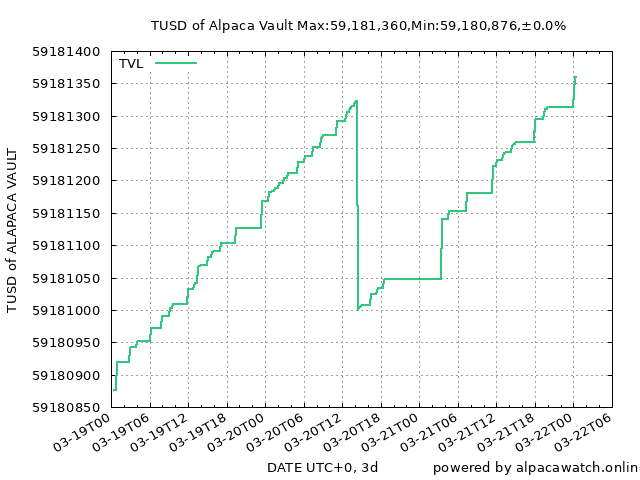 TUSD of Alpaca Vault Max:59,181,360,Min:59,180,876,±0.0%
TVL
59181400
59181350
59181300
59181250
59181200
59181150
59181100
59181050
59181000
59180950
59180900
59180850
TUSD of ALAPACA VAULT
03-19T00
03-19T06
03-19T12
03-19T18
03-20T00
03-20T06
03-20T12
03-20T18
03-21T00
03-21T06
03-21T12
03-21T18
03-22T00
03-22T06
DATE UTC+0, 3d
powered by alpacawatch.online